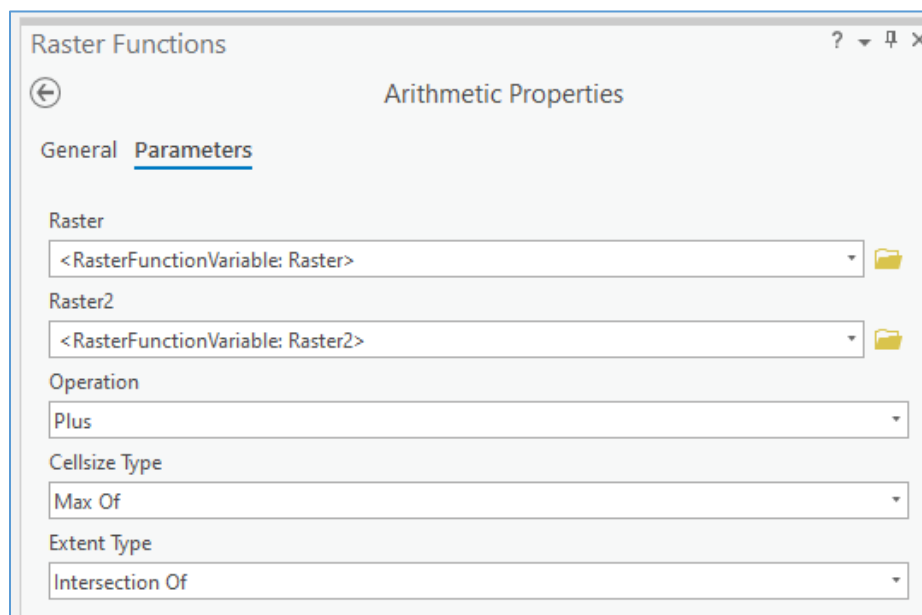 Raster Functions
?
Arithmetic Properties
General Parameters
Raster
<RasterFunctionVariable: Raster>
Raster2
<RasterFunctionVariable: Raster2>
Operation
Plus
Cellsize Type
Max Of
Extent Type
Intersection Of